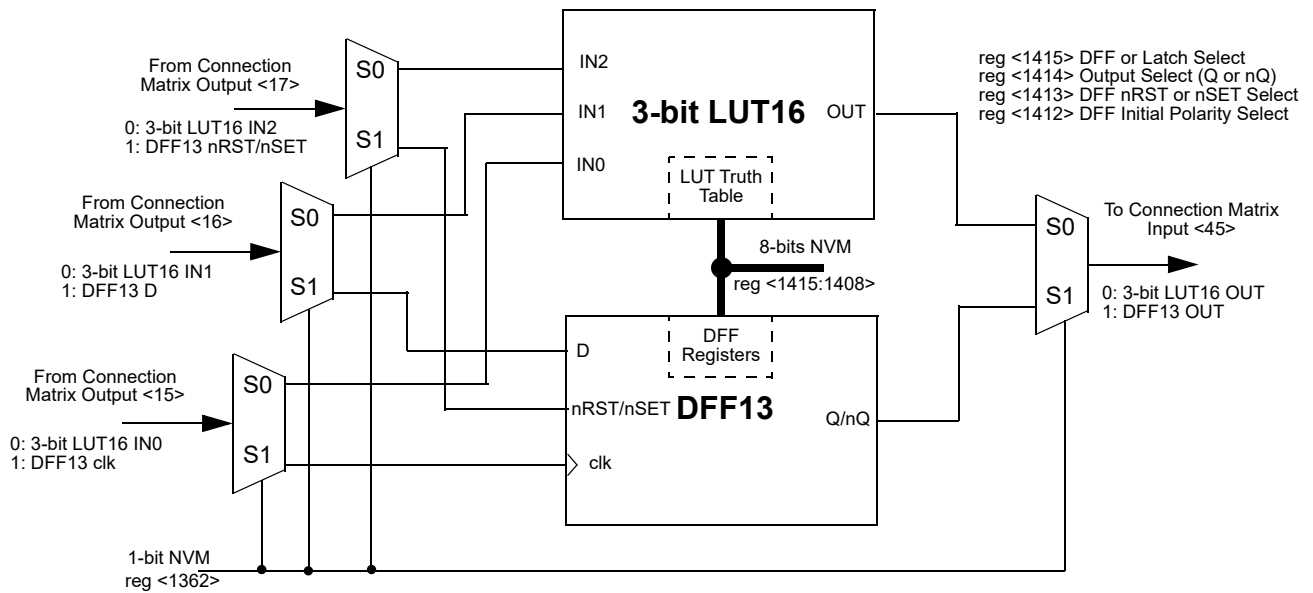 From Connection
Matrix Output <17>
0: 3-bit LUT16 IN2
1: DFF13 nRST/nSET
S0
S1
From Connection
Matrix Output <16>
0: 3-bit LUT16 IN1
1: DFF13 D
S0
S1
From Connection
Matrix Output <15>
0: 3-bit LUT16 IN0
1: DFF13 clk
S0
S1
1-bit NVM
reg <1362>
IN2
IN1
IN0
3-bit LUT16
OUT
LUT Truth
Table
8-bits NVM
reg <1415:1408>
DFF
Registers
D
nRST/nSET
DFF13
clk
Q/nQ
reg <1415> DFF or Latch Select
reg <1414> Output Select (Q or nQ)
reg <1413> DFF nRST or nSET Select
reg <1412> DFF Initial Polarity Select
S0
S1
To Connection Matrix
Input <45>
0: 3-bit LUT16 OUT
1: DFF13 OUT